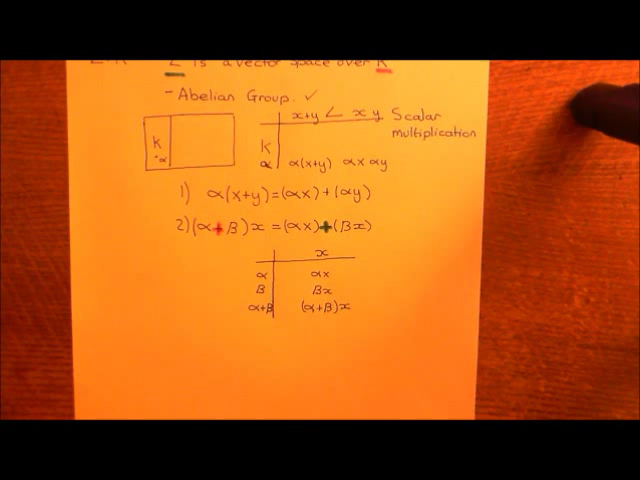 L is a vector space over K
- Abelian Group. ✓
x+y L x y Scalar
multiplication
K K
α α α(x+y) αx αy
1) α(x+y)=(αx)+(αy)
2)(α+β)x=(αx)+(βx)
x
α αx
β βx
α+β (α+β)x